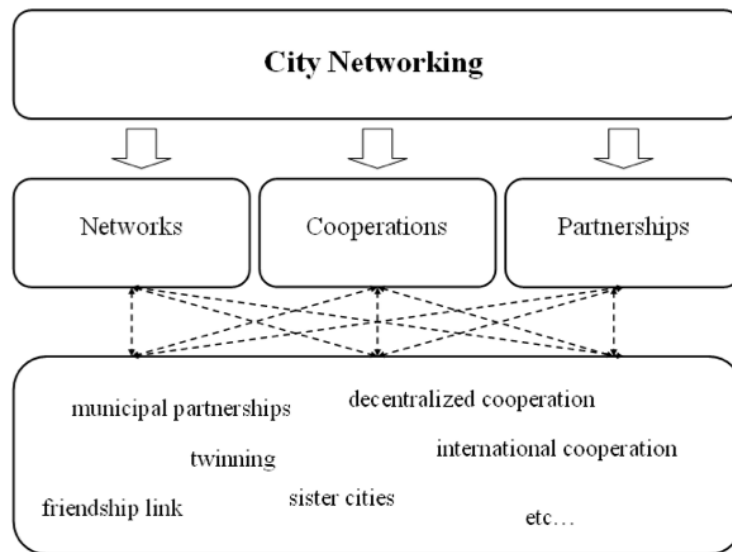 City Networking
Networks
Cooperations
Partnerships
municipal partnerships
decentralized cooperation
twinning
international cooperation
friendship link
sister cities
etc…